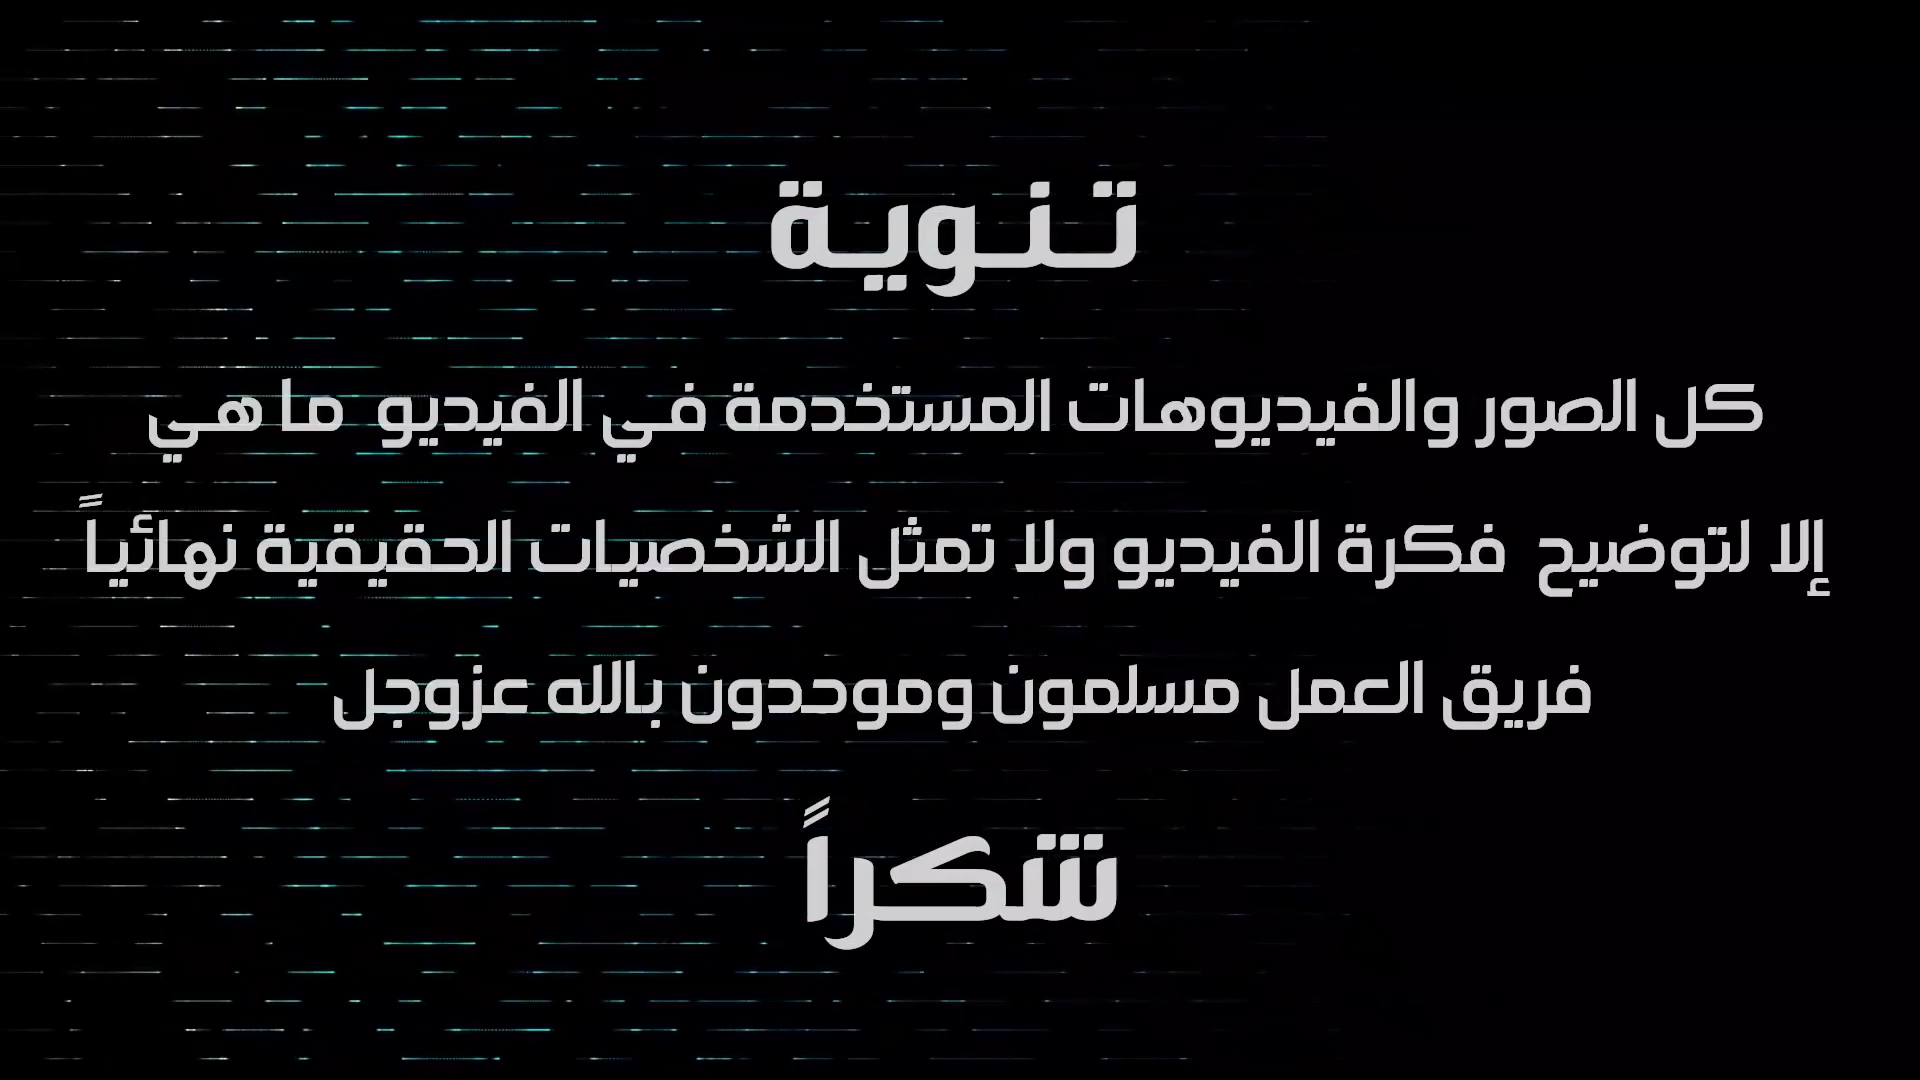 تنوية
كل الصور والفيديوهات المستخدمة في الفيديو ما هي
إلا لتوضيح فكرة الفيديو ولا تمثل الشخصيات الحقيقية نهائياً
فريق العمل مسلمون وموحدون بالله عزوجل
شكراً